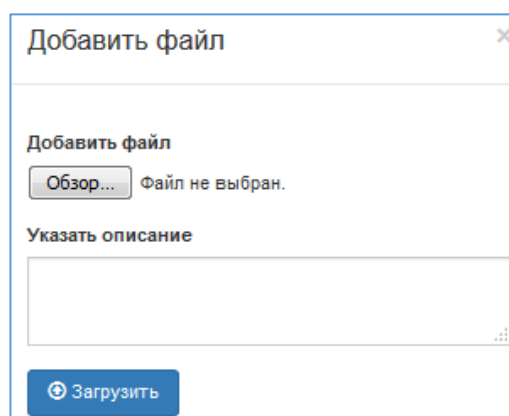 Добавить файл
Добавить файл
Обзор... Файл не выбран.
Указать описание
Загрузить